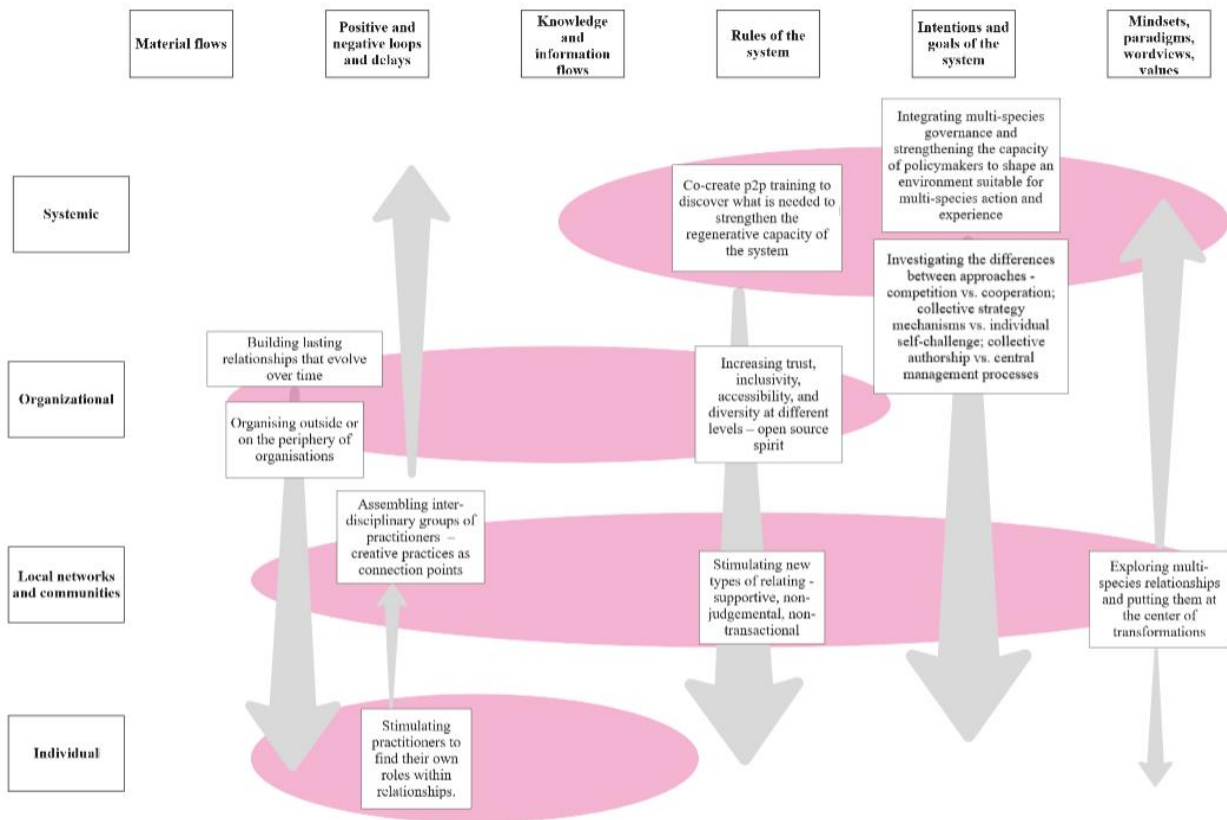 Material flows
Positive and
negative loops
and delays
Knowledge
and
information
flows
Rules of the
system
Intentions and
goals of the
system
Mindsets,
paradigms,
wordviews,
values
Systemic
Co-create p2p training to
discover what is needed to
strengthen the
regenerative capacity of
the system
Integrating multi-species
governance and
strengthening the capacity
of policymakers to shape an
environment suitable for
multi-species action and
experience
Investigating the differences
between approaches -
competition vs. cooperation;
collective strategy
mechanisms vs. individual
self-challenge; collective
authorship vs. central
management processes
Organizational
Building lasting
relationships that evolve
over time
Organising outside or
on the periphery of
organisations
Increasing trust,
inclusivity,
accessibility, and
diversity at different
levels – open source
spirit
Local networks
and communities
Assembling inter-
disciplinary groups of
practitioners –
creative practices as
connection points
Stimulating new
types of relating -
supportive, non-
judgemental, non-
transactional
Exploring multi-
species relationships
and putting them at
the center of
transformations
Individual
Stimulating
practitioners to
find their own
roles within
relationships.